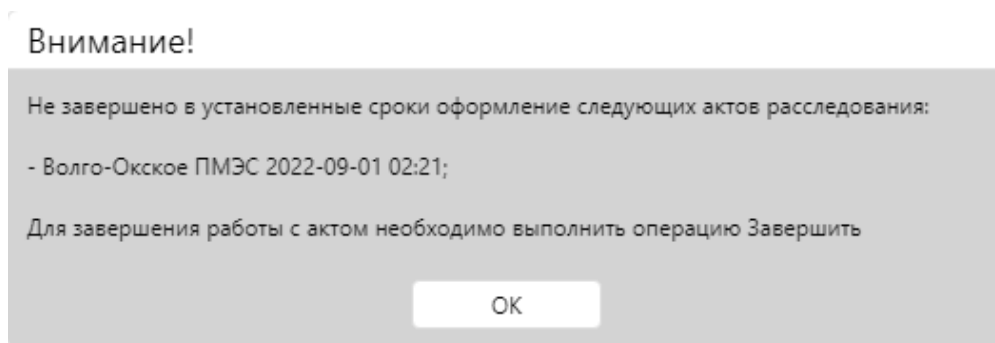 Внимание!
Не завершено в установленные сроки оформление следующих актов расследования:
- Волго-Окское ПМЭС 2022-09-01 02:21;
Для завершения работы с актом необходимо выполнить операцию Завершить
ОК